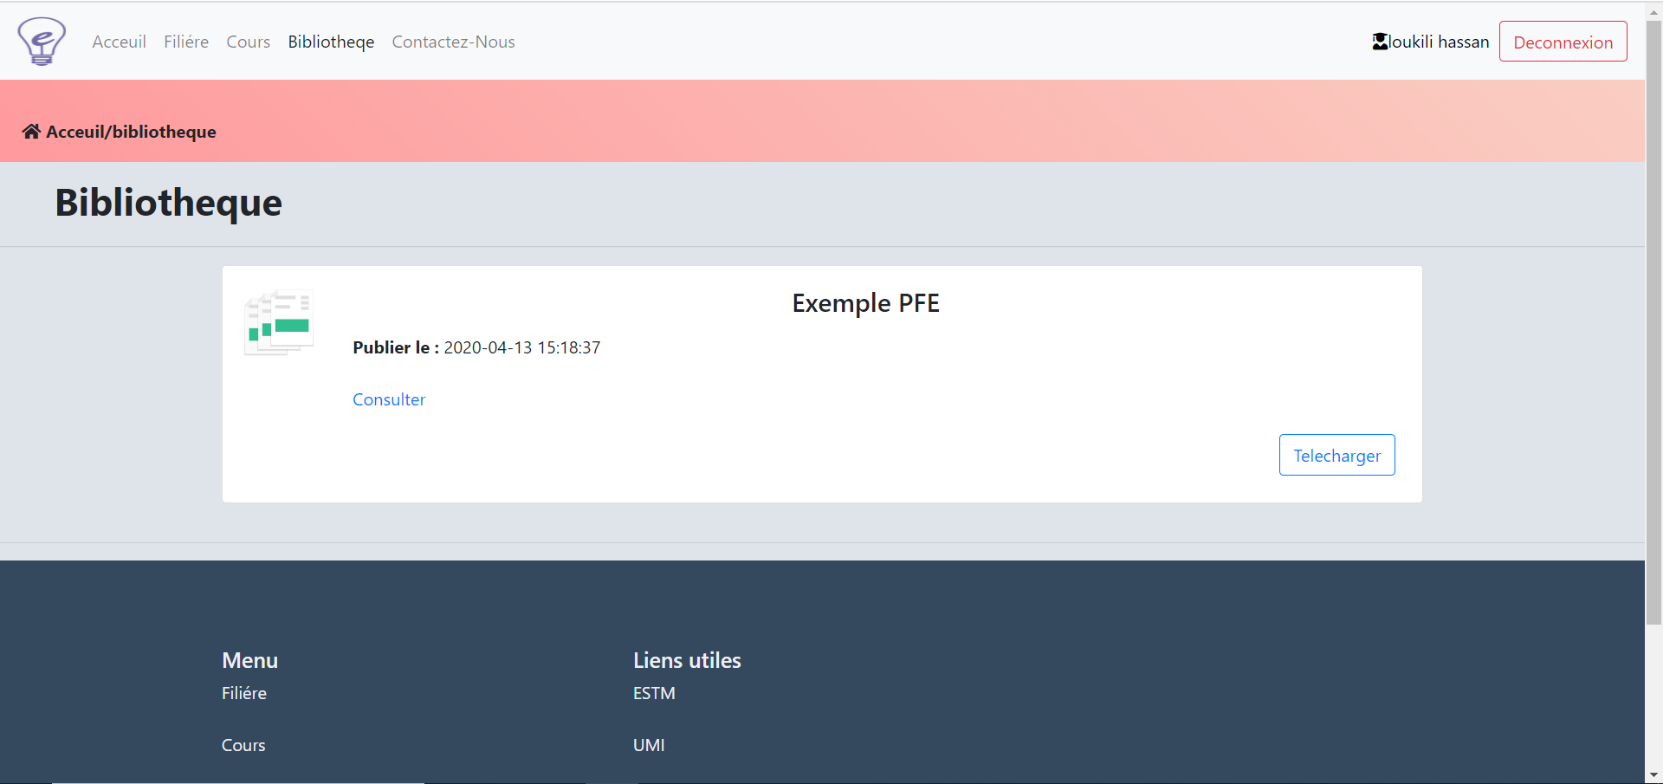 Acceuil Filiére Cours Bibliotheqe Contactez-Nous loukili hassan Deconnexion
Acceuil/bibliotheque
Bibliotheque
Exemple PFE
Publier le : 2020-04-13 15:18:37
Consulter
Telecharger
Menu Liens utiles
Filiére ESTM
Cours UMI